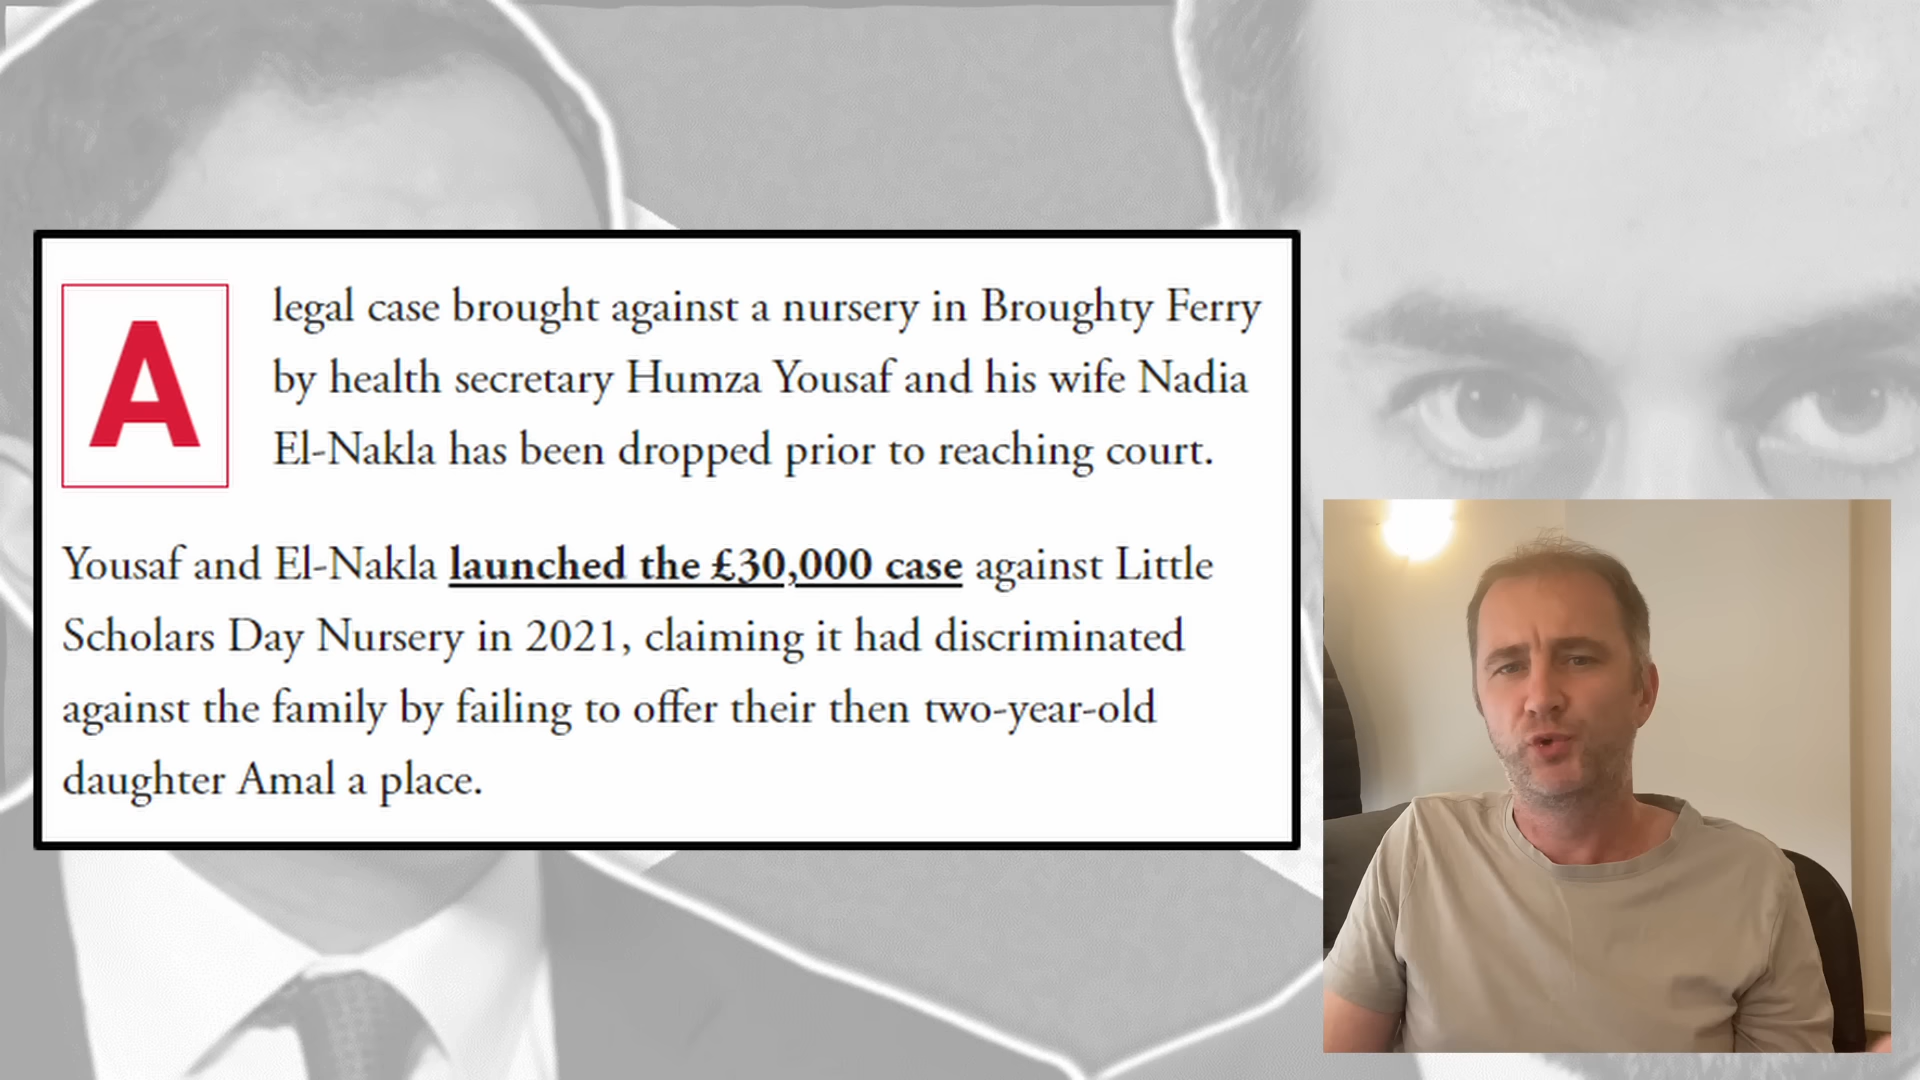 A legal case brought against a nursery in Broughty Ferry
by health secretary Humza Yousaf and his wife Nadia
El-Nakla has been dropped prior to reaching court.
Yousaf and El-Nakla launched the £30,000 case against Little
Scholars Day Nursery in 2021, claiming it had discriminated
against the family by failing to offer their then two-year-old
daughter Amal a place.